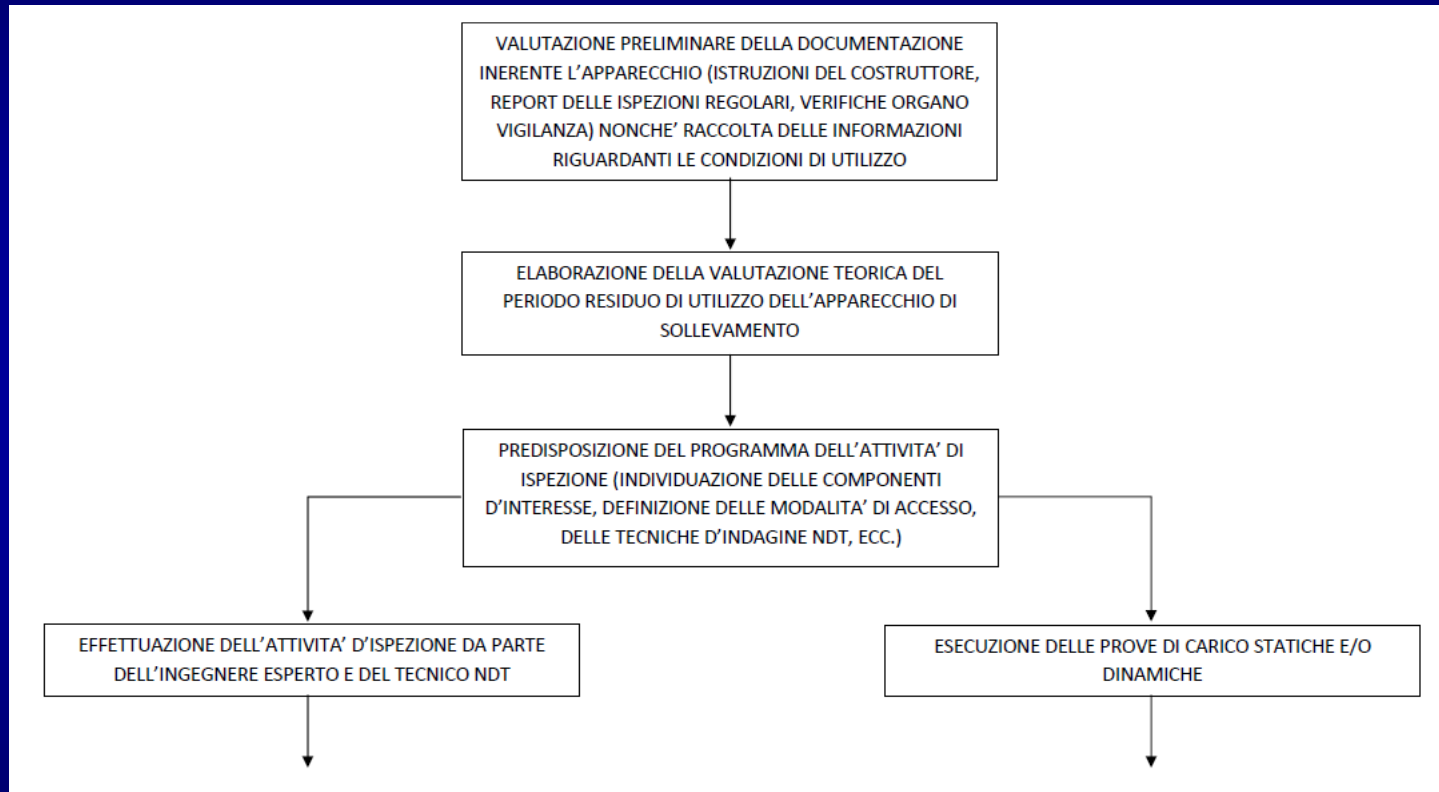 VALUTAZIONE PRELIMINARE DELLA DOCUMENTAZIONE
INERENTE L'APPARECCHIO (ISTRUZIONI DEL COSTRUTTORE,
REPORT DELLE ISPEZIONI REGOLARI, VERIFICHE ORGANO
VIGILANZA) NONCHE' RACCOLTA DELLE INFORMAZIONI
RIGUARDANTI LE CONDIZIONI DI UTILIZZO
ELABORAZIONE DELLA VALUTAZIONE TEORICA DEL
PERIODO RESIDUO DI UTILIZZO DELL'APPARECCHIO DI
SOLLEVAMENTO
PREDISPOSIZIONE DEL PROGRAMMA DELL'ATTIVITA' DI
ISPEZIONE (INDIVIDUAZIONE DELLE COMPONENTI
D'INTERESSE, DEFINIZIONE DELLE MODALITA' DI ACCESSO,
DELLE TECNICHE D'INDAGINE NDT, ECC.)
EFFETTUAZIONE DELL'ATTIVITA' D'ISPEZIONE DA PARTE
DELL'INGEGNERE ESPERTO E DEL TECNICO NDT
ESECUZIONE DELLE PROVE DI CARICO STATICHE E/O
DINAMICHE